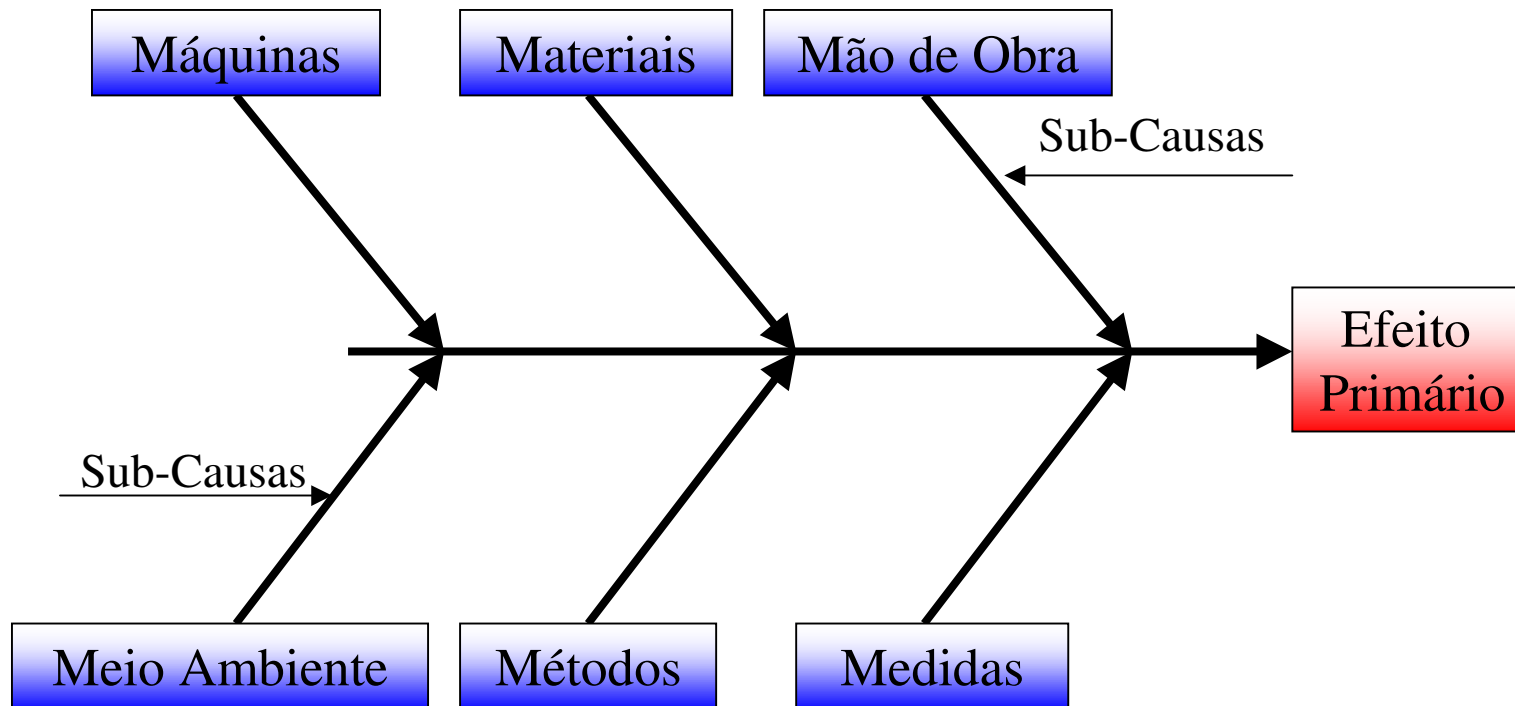 Máquinas
Materiais
Mão de Obra
Sub-Causas
Efeito
Primário
Sub-Causas
Meio Ambiente
Métodos
Medidas